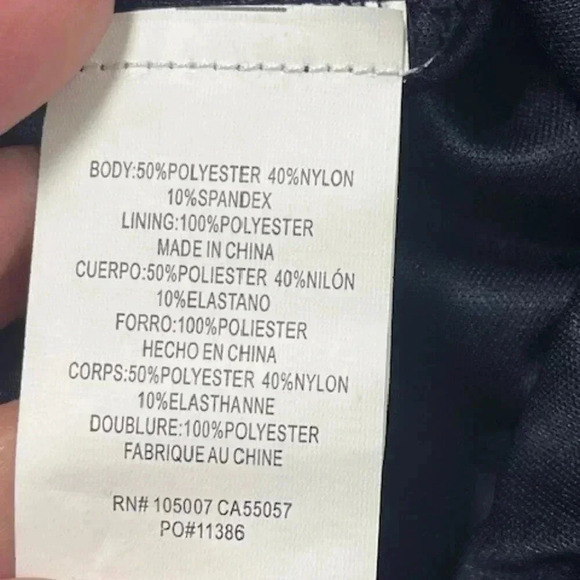 BODY:50%POLYESTER 40%NYLON
10%SPANDEX
LINING:100%POLYESTER
MADE IN CHINA
CUERPO:50%POLIESTER 40%NILÓN
10%ELASTANO
FORRO:100%POLIESTER
HECHO EN CHINA
CORPS:50%POLYESTER 40%NYLON
10%ELASTHANNE
DOUBLURE:100%POLYESTER
FABRIQUE AU CHINE
RN# 105007 CA55057
PO#11386